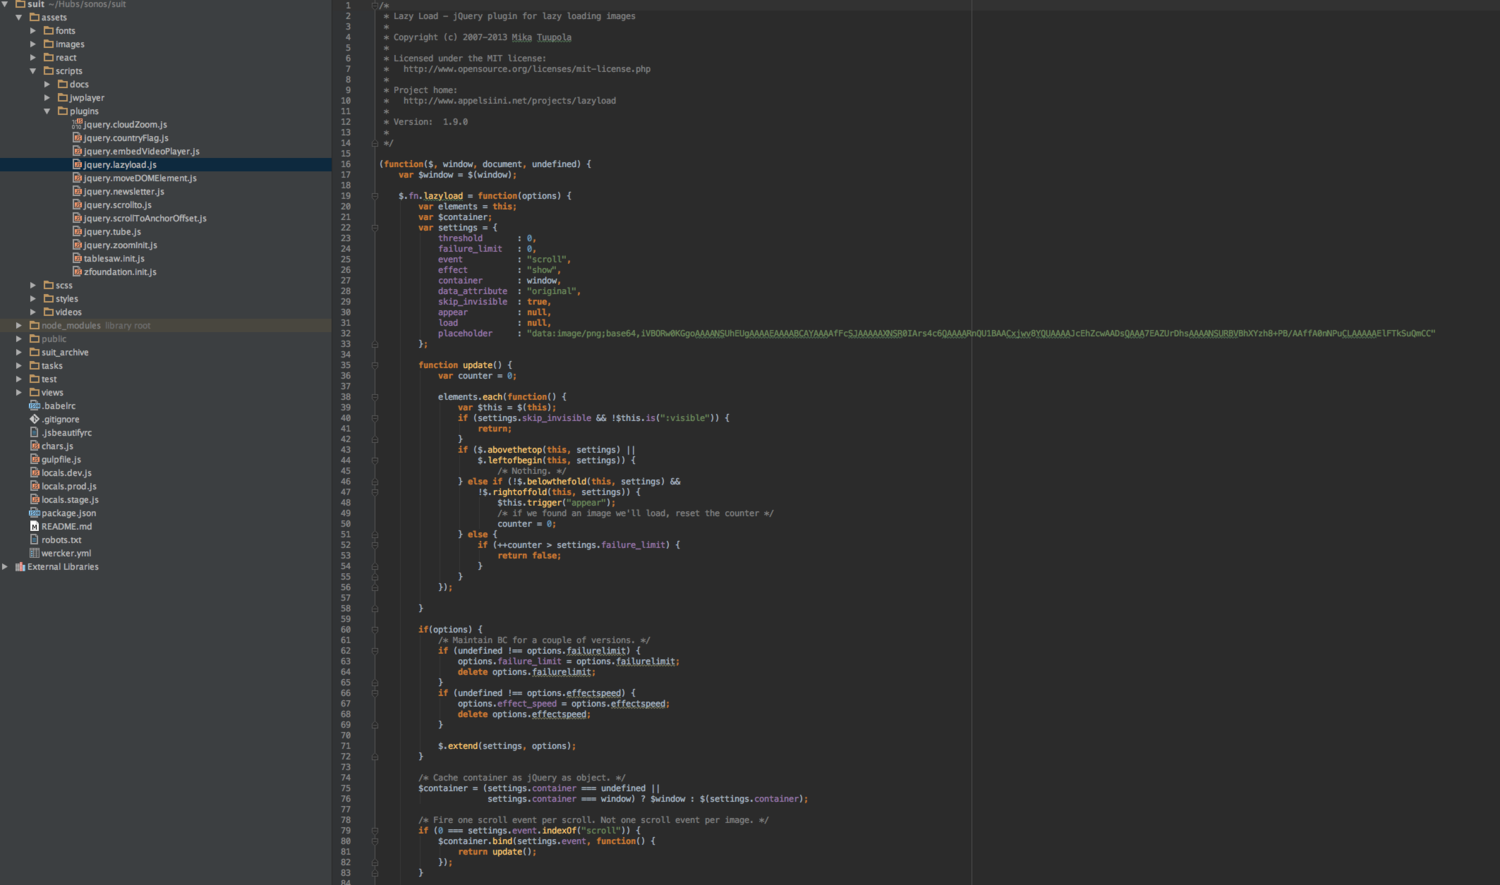 suit ~/Hubs/sonos/suit
assets
fonts
images
react
scripts
docs
jwplayer
plugins
jquery.cloudZoom.js
jquery.countryFlag.js
jquery.embedVideoPlayer.js
jquery.lazyload.js
jquery.moveDOMElement.js
jquery.newsletter.js
jquery.scrollto.js
jquery.scrollToAnchorOffset.js
jquery.tube.js
jquery.zoomInit.js
tablesaw.init.js
zfoundation.init.js
scss
styles
videos
node_modules library root
public
suit_archive
tasks
test
views
.babelrc
.gitignore
.jsbeautifyrc
chars.js
gulpfile.js
locals.dev.js
locals.prod.js
locals.stage.js
package.json
README.md
robots.txt
wercker.yml
External Libraries
1 /*
2 * Lazy Load - jQuery plugin for lazy loading images
3 *
4 * Copyright (c) 2007-2013 Mika Tuupola
5 *
6 * Licensed under the MIT license:
7 *   http://www.opensource.org/licenses/mit-license.php
8 *
9 * Project home:
10 *   http://www.appelsiini.net/projects/lazyload
11 *
12 * Version:  1.9.0
13 *
14 */
15
16 (function($, window, document, undefined) {
17 var $window = $(window);
18
19 $.fn.lazyload = function(options) {
20 var elements = this;
21 var $container;
22 var settings = {
23 threshold : 0,
24 failure_limit : 0,
25 event : "scroll",
26 effect : "show",
27 container : window,
28 data_attribute : "original",
29 skip_invisible : true,
30 appear : null,
31 load : null,
32 placeholder : "data:image/png;base64,
33 };
34
35 function update() {
36 var counter = 0;
37
38 elements.each(function() {
39 var $this = $(this);
40 if (settings.skip_invisible && !$this.is(":visible")) {
41 return;
42 }
43 if ($.abovethetop(this, settings) ||
44 $.leftofbegin(this, settings)) {
45 /* Nothing. */
46 } else if (!$.belowthefold(this, settings) &&
47 !$.rightoffold(this, settings)) {
48 $this.trigger("appear");
49 /* if we found an image we'll load, reset the counter */
50 counter = 0;
51 } else {
52 if (++counter > settings.failure_limit) {
53 return false;
54 }
55 }
56 });
57
58 }
59
60 if(options) {
61 /* Maintain BC for a couple of versions. */
62 if (undefined !== options.failurelimit) {
63 options.failure_limit = options.failurelimit;
64 delete options.failurelimit;
65 }
66 if (undefined !== options.effectspeed) {
67 options.effect_speed = options.effectspeed;
68 delete options.effectspeed;
69 }
70
71 $.extend(settings, options);
72 }
73
74 /* Cache container as jQuery as object. */
75 $container = (settings.container === undefined ||
76 settings.container === window) ? $window : $(settings.container);
77
78 /* Fire one scroll event per scroll. Not one scroll event per image. */
79 if (0 === settings.event.indexOf("scroll")) {
80 $container.bind(settings.event, function() {
81 return update();
82 });
83 }
84